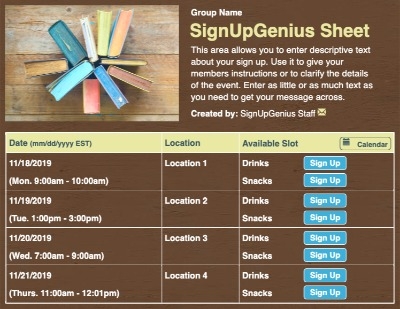 Group Name
SignUpGenius Sheet
This area allows you to enter descriptive text
about your sign up. Use it to give your
members instructions or to clarify the details
of the event. Enter as little or as much text as
you need to get your message across.
Created by: SignUpGenius Staff
Date (mm/dd/yyyy EST) Location Available Slot Calendar
11/18/2019 Location 1 Drinks Sign Up
(Mon. 9:00am - 10:00am) Snacks Sign Up
11/19/2019 Location 2 Drinks Sign Up
(Tue. 1:00pm - 3:00pm) Snacks Sign Up
11/20/2019 Location 3 Drinks Sign Up
(Wed. 7:00am - 9:00am) Snacks Sign Up
11/21/2019 Location 4 Drinks Sign Up
(Thurs. 11:00am - 12:01pm) Snacks Sign Up